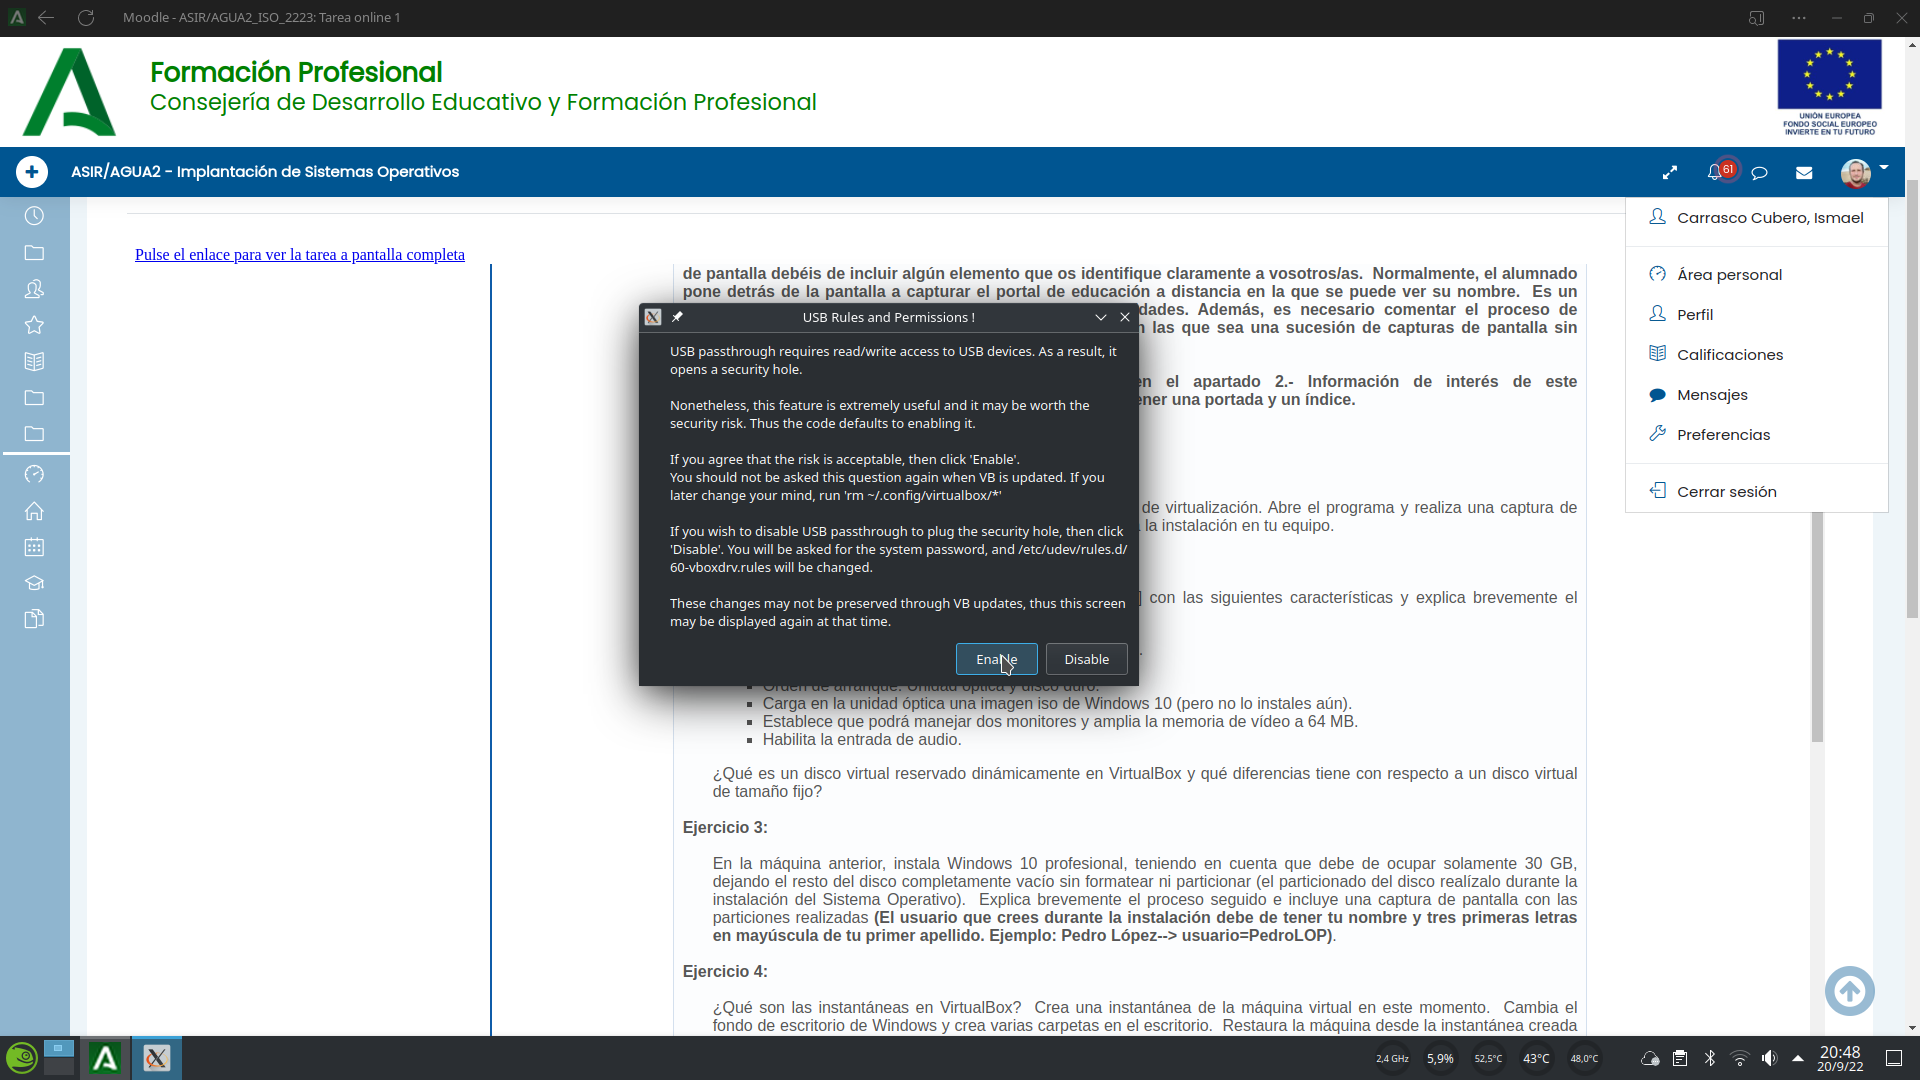 Moodle - ASIR/AGUA2_ISO_2223: Tarea online 1
Formación Profesional
Consejería de Desarrollo Educativo y Formación Profesional
UNIÓN EUROPEA
FONDO SOCIAL EUROPEO
INVIERTE EN TU FUTURO
ASIR/AGUA2 - Implantación de Sistemas Operativos
61
Carrasco Cubero, Ismael
Área personal
Perfil
Calificaciones
Mensajes
Preferencias
Cerrar sesión
Pulse el enlace para ver la tarea a pantalla completa
de pantalla debéis de incluir algún elemento que os identifique claramente a vosotros/as. Normalmente, el alumnado
pone detrás de la pantalla a capturar el portal de educación a distancia en la que se puede ver su nombre. Es un
dades. Además, es necesario comentar el proceso de
las que sea una sucesión de capturas de pantalla sin
en el apartado 2.- Información de interés de este
ner una portada y un índice.
USB Rules and Permissions !
USB passthrough requires read/write access to USB devices. As a result, it
opens a security hole.
Nonetheless, this feature is extremely useful and it may be worth the
security risk. Thus the code defaults to enabling it.
If you agree that the risk is acceptable, then click 'Enable'.
You should not be asked this question again when VB is updated. If you
later change your mind, run 'rm ~/.config/virtualbox/*'
If you wish to disable USB passthrough to plug the security hole, then click
'Disable'. You will be asked for the system password, and /etc/udev/rules.d/
60-vboxdrv.rules will be changed.
These changes may not be preserved through VB updates, thus this screen
may be displayed again at that time.
Enable
Disable
de virtualización. Abre el programa y realiza una captura de
la instalación en tu equipo.
] con las siguientes características y explica brevemente el
Orden de arranque: Unidad óptica y disco duro.
Carga en la unidad óptica una imagen iso de Windows 10 (pero no lo instales aún).
Establece que podrá manejar dos monitores y amplia la memoria de vídeo a 64 MB.
Habilita la entrada de audio.
¿Qué es un disco virtual reservado dinámicamente en VirtualBox y qué diferencias tiene con respecto a un disco virtual
de tamaño fijo?
Ejercicio 3:
En la máquina anterior, instala Windows 10 profesional, teniendo en cuenta que debe de ocupar solamente 30 GB,
dejando el resto del disco completamente vacío sin formatear ni particionar (el particionado del disco realízalo durante la
instalación del Sistema Operativo). Explica brevemente el proceso seguido e incluye una captura de pantalla con las
particiones realizadas (El usuario que crees durante la instalación debe de tener tu nombre y tres primeras letras
en mayúscula de tu primer apellido. Ejemplo: Pedro López--> usuario=PedroLOP).
Ejercicio 4:
¿Qué son las instantáneas en VirtualBox? Crea una instantánea de la máquina virtual en este momento. Cambia el
fondo de escritorio de Windows y crea varias carpetas en el escritorio. Restaura la máquina desde la instantánea creada
2,4 GHz
5,9%
52,5°C
43°C
48,0°C
20:48
20/9/22